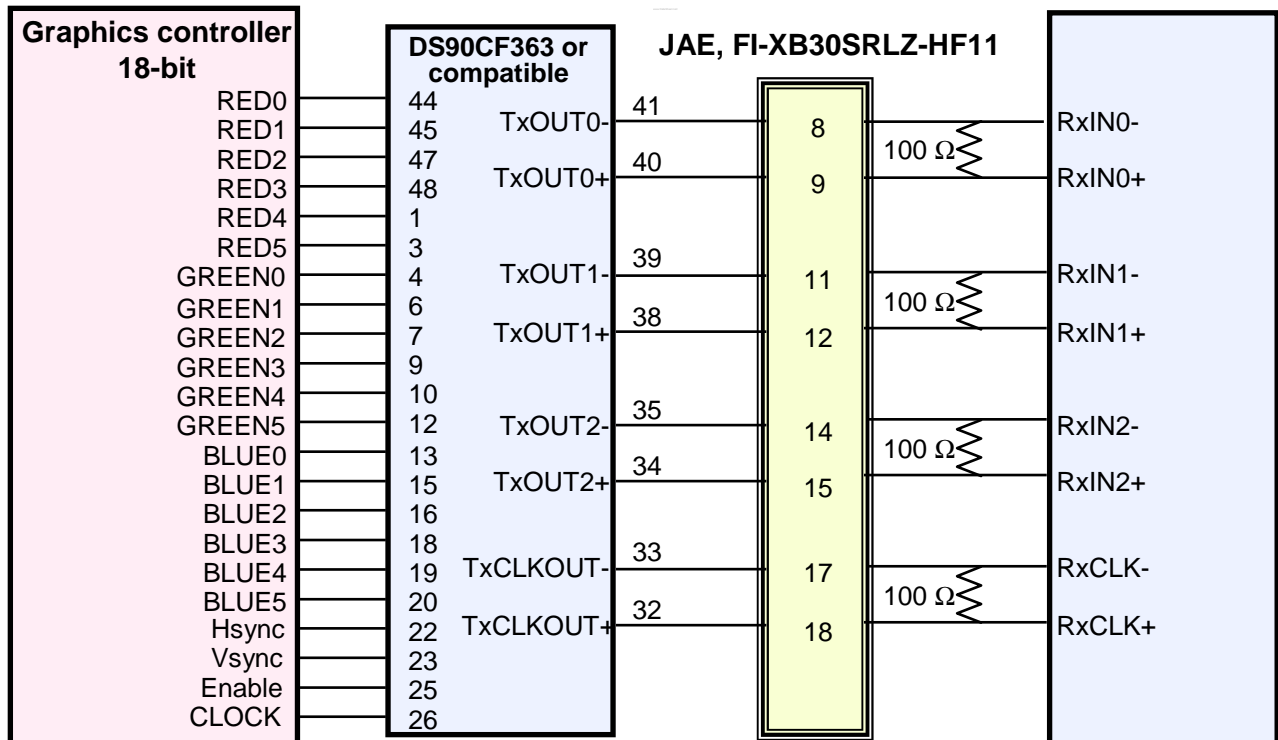 Graphics controller
18-bit
DS90CF363 or
compatible
JAE, FI-XB30SRLZ-HF11
RED0 44
RED1 45
RED2 47
RED3 48
RED4 1
RED5 3
GREEN0 4
GREEN1 6
GREEN2 7
GREEN3 9
GREEN4 10
GREEN5 12
BLUE0 13
BLUE1 15
BLUE2 16
BLUE3 18
BLUE4 19
BLUE5 20
Hsync 22
Vsync 23
Enable 25
CLOCK 26
TxOUT0- 41 8 RxIN0-
100 Ω
TxOUT0+ 40 9 RxIN0+
TxOUT1- 39 11 RxIN1-
100 Ω
TxOUT1+ 38 12 RxIN1+
TxOUT2- 35 14 RxIN2-
100 Ω
TxOUT2+ 34 15 RxIN2+
TxCLKOUT- 33 17 RxCLK-
100 Ω
TxCLKOUT+ 32 18 RxCLK+